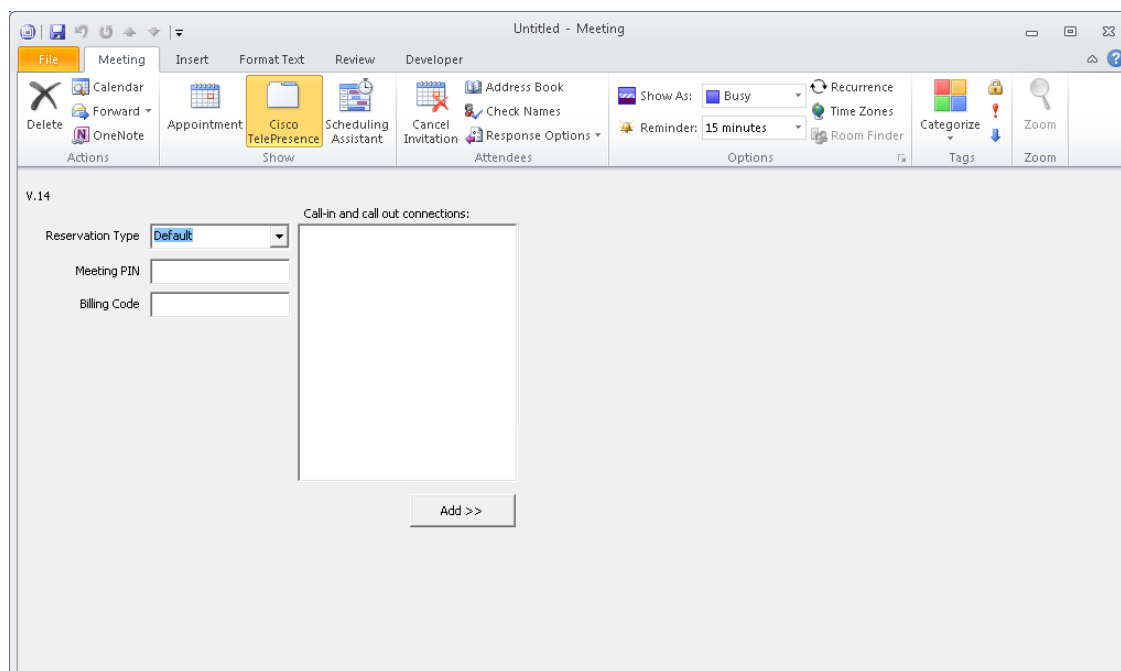 Untitled - Meeting
File Meeting Insert Format Text Review Developer
Delete
Calendar
Forward
OneNote
Actions
Appointment
Cisco
TelePresence
Scheduling
Assistant
Show
Cancel
Invitation
Address Book
Check Names
Response Options
Attendees
Show As: Busy
Reminder: 15 minutes
Recurrence
Time Zones
Room Finder
Options
Categorize
Tags
Zoom
Zoom
V.14
Call-in and call out connections:
Reservation Type Default
Meeting PIN
Billing Code
Add >>